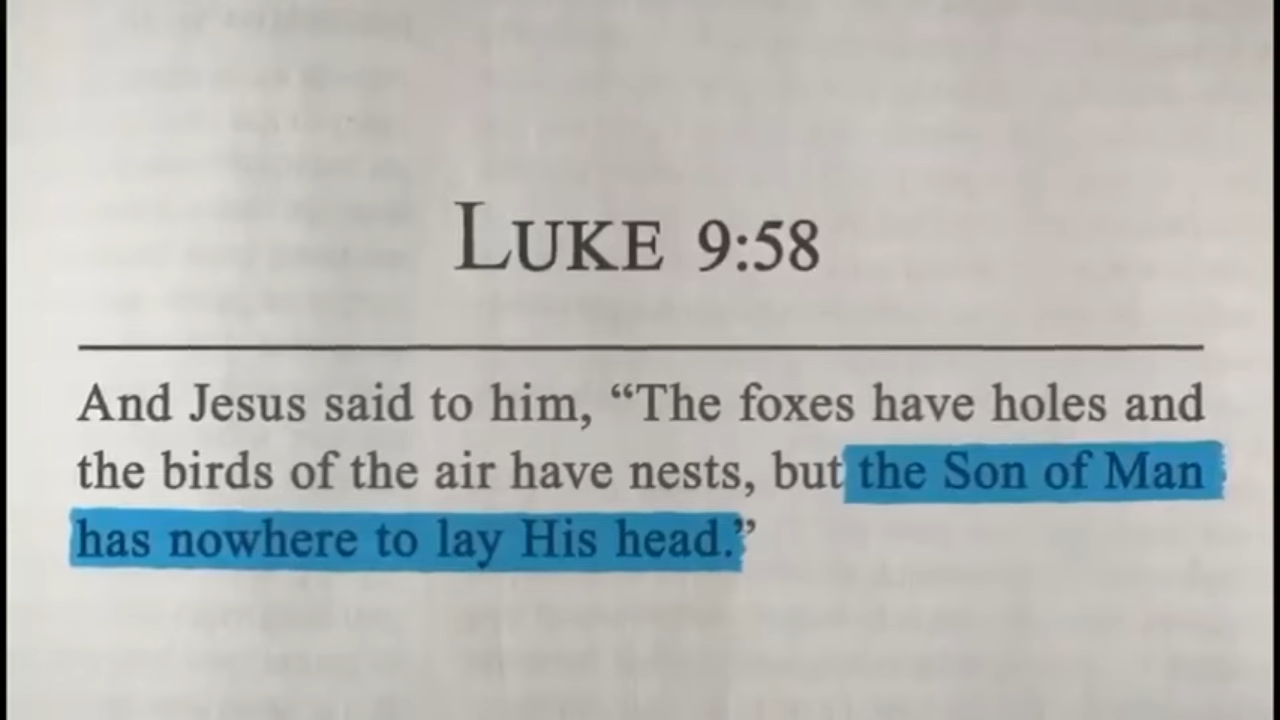 LUKE 9:58
And Jesus said to him, “The foxes have holes and
the birds of the air have nests, but the Son of Man
has nowhere to lay His head.”